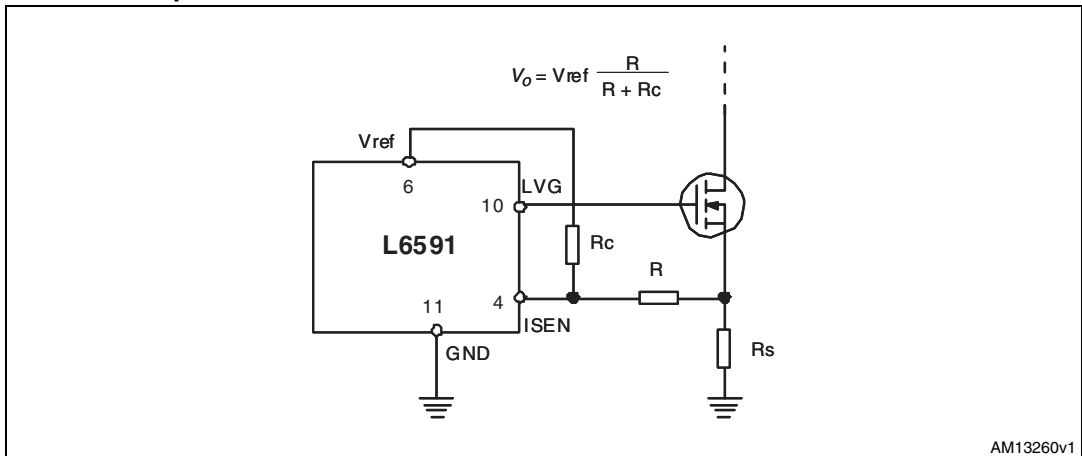 Vo = Vref R / (R + Rc)
Vref
6
LVG
10
L6591
Rc
R
11
4
ISEN
GND
Rs
AM13260v1